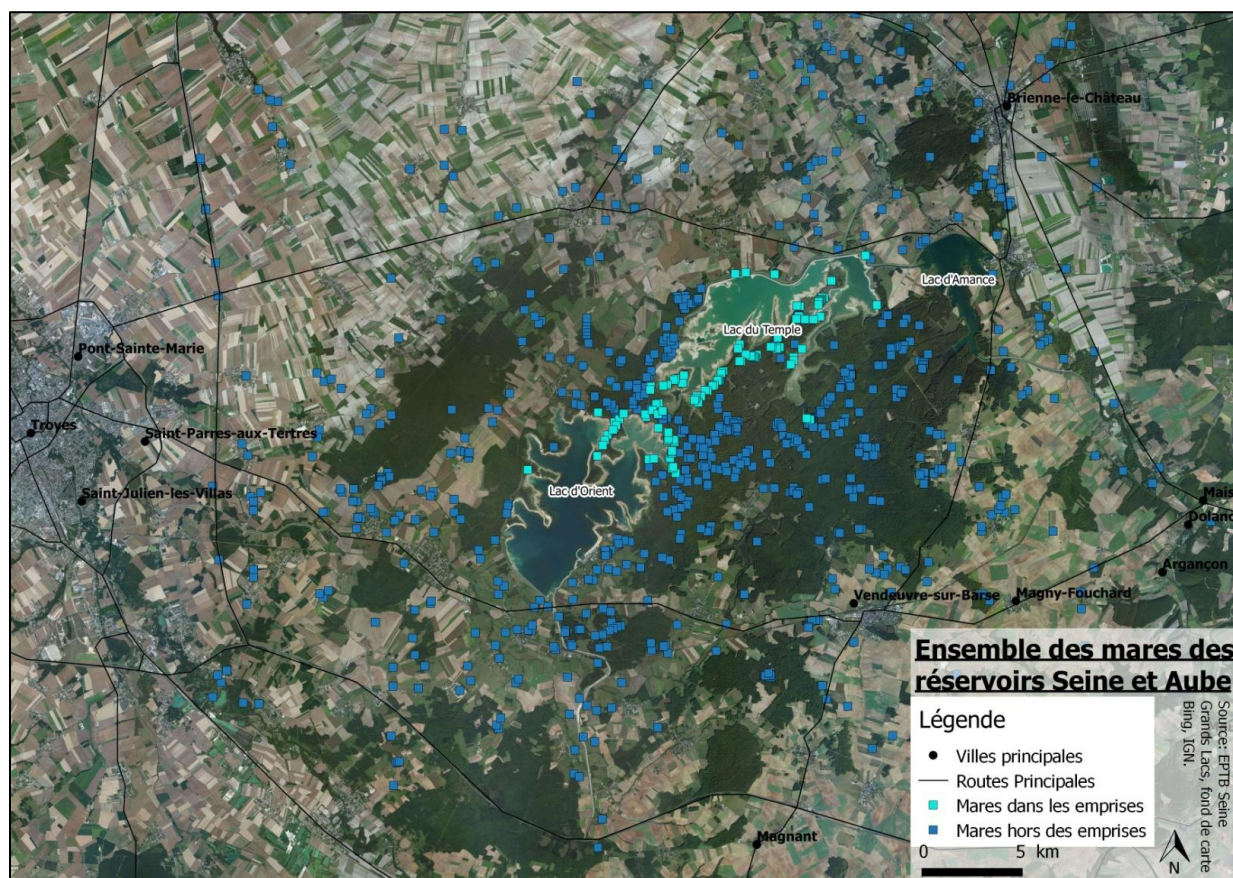 Brienne-le-Château
Lac d'Amance
Lac du Temple
Pont-Sainte-Marie
Troyes
Saint-Parres-aux-Tertres
Saint-Julien-les-Villas
Lac d'Orient
Mais
Dolanc
Argançon
Vendeuvre-sur-Barse
Magny-Fouchard
Magnant
Ensemble des mares des
réservoirs Seine et Aube
Légende
Villes principales
Routes Principales
Mares dans les emprises
Mares hors des emprises
0 5 km
Source: EPTB Seine
Grands Lacs, fond de carte
Bing, IGN.
N